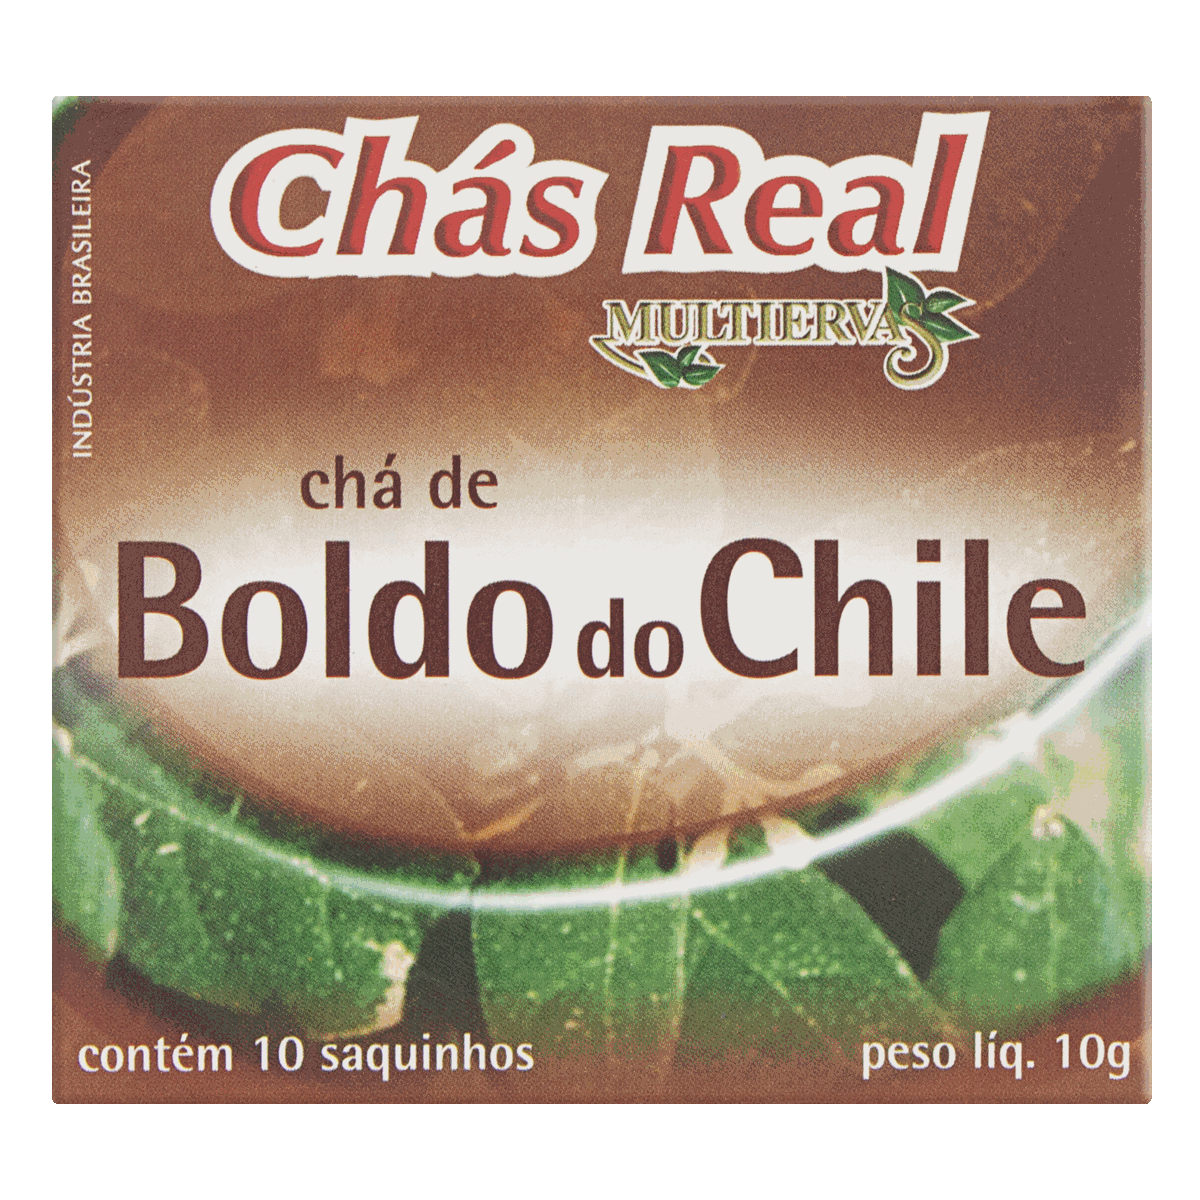 Chás Real
MULTIERVAS
INDÚSTRIA BRASILEIRA
chá de
Boldo do Chile
contém 10 saquinhos
peso líq. 10g